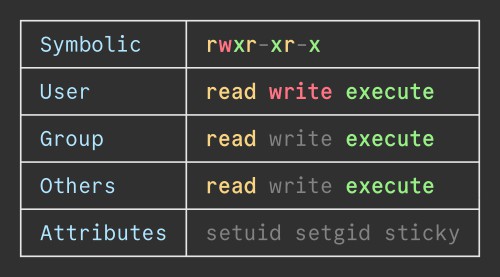 Symbolic rwxr-xr-x
User read write execute
Group read write execute
Others read write execute
Attributes setuid setgid sticky